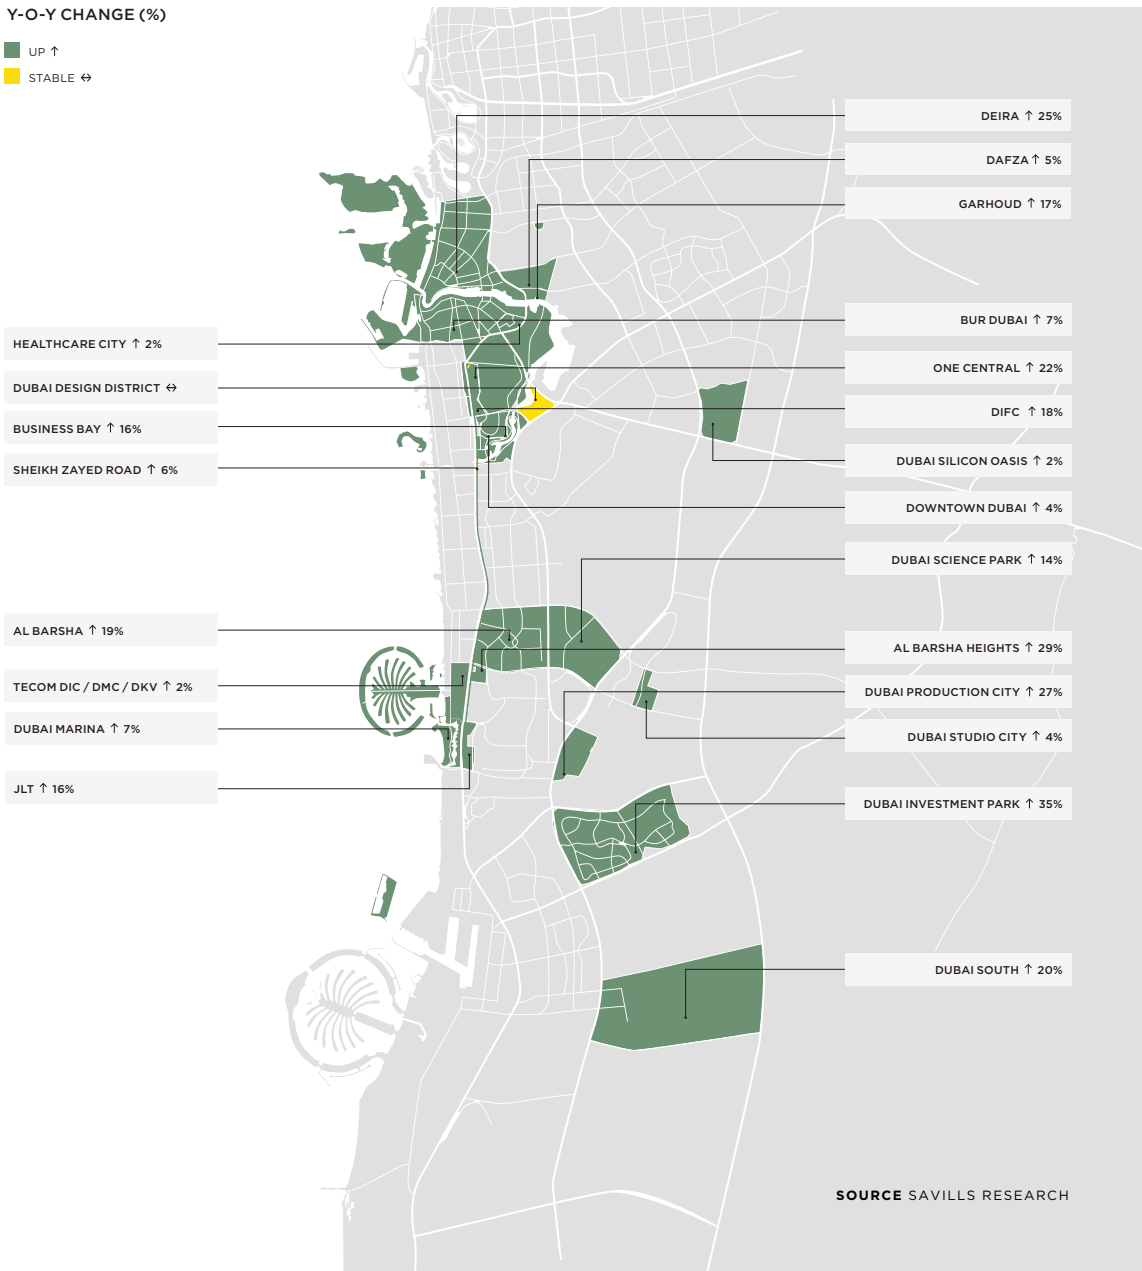 Y-O-Y CHANGE (%)
UP ↑
STABLE ↔
DEIRA ↑ 25%
DAFZA ↑ 5%
GARHOUD ↑ 17%
BUR DUBAI ↑ 7%
HEALTHCARE CITY ↑ 2%
ONE CENTRAL ↑ 22%
DUBAI DESIGN DISTRICT ↔
DIFC ↑ 18%
BUSINESS BAY ↑ 16%
DUBAI SILICON OASIS ↑ 2%
SHEIKH ZAYED ROAD ↑ 6%
DOWNTOWN DUBAI ↑ 4%
DUBAI SCIENCE PARK ↑ 14%
AL BARSHA ↑ 19%
AL BARSHA HEIGHTS ↑ 29%
TECOM DIC / DMC / DKV ↑ 2%
DUBAI PRODUCTION CITY ↑ 27%
DUBAI MARINA ↑ 7%
DUBAI STUDIO CITY ↑ 4%
JLT ↑ 16%
DUBAI INVESTMENT PARK ↑ 35%
DUBAI SOUTH ↑ 20%
SOURCE SAVILLS RESEARCH